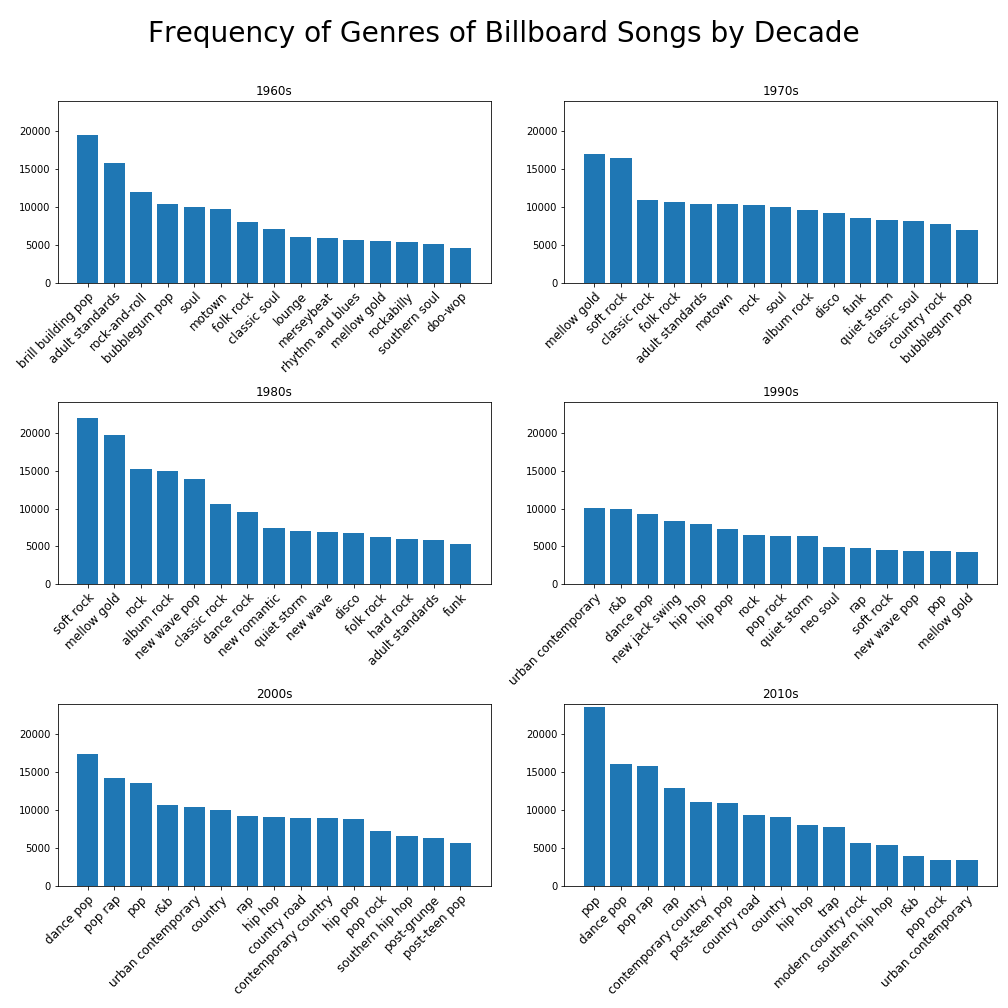 Frequency of Genres of Billboard Songs by Decade
1960s
20000
15000
10000
5000
0
brill building pop
adult standards
rock-and-roll
bubblegum pop
soul
motown
folk rock
classic soul
lounge
merseybeat
rhythm and blues
mellow gold
rockabilly
southern soul
doo-wop
1970s
20000
15000
10000
5000
0
mellow gold
soft rock
classic rock
folk rock
adult standards
motown
rock
soul
album rock
disco
funk
quiet storm
classic soul
country rock
bubblegum pop
1980s
20000
15000
10000
5000
0
soft rock
mellow gold
rock
album rock
new wave pop
classic rock
dance rock
new romantic
quiet storm
new wave
disco
folk rock
hard rock
adult standards
funk
1990s
20000
15000
10000
5000
0
urban contemporary
r&b
dance pop
new jack swing
hip hop
hip pop
rock
pop rock
quiet storm
neo soul
rap
soft rock
new wave pop
pop
mellow gold
2000s
20000
15000
10000
5000
0
dance pop
pop rap
pop
r&b
urban contemporary
country
rap
hip hop
country road
contemporary country
hip pop
pop rock
southern hip hop
post-grunge
post-teen pop
2010s
20000
15000
10000
5000
0
pop
dance pop
pop rap
rap
contemporary country
post-teen pop
country road
country
hip hop
trap
modern country rock
southern hip hop
r&b
pop rock
urban contemporary